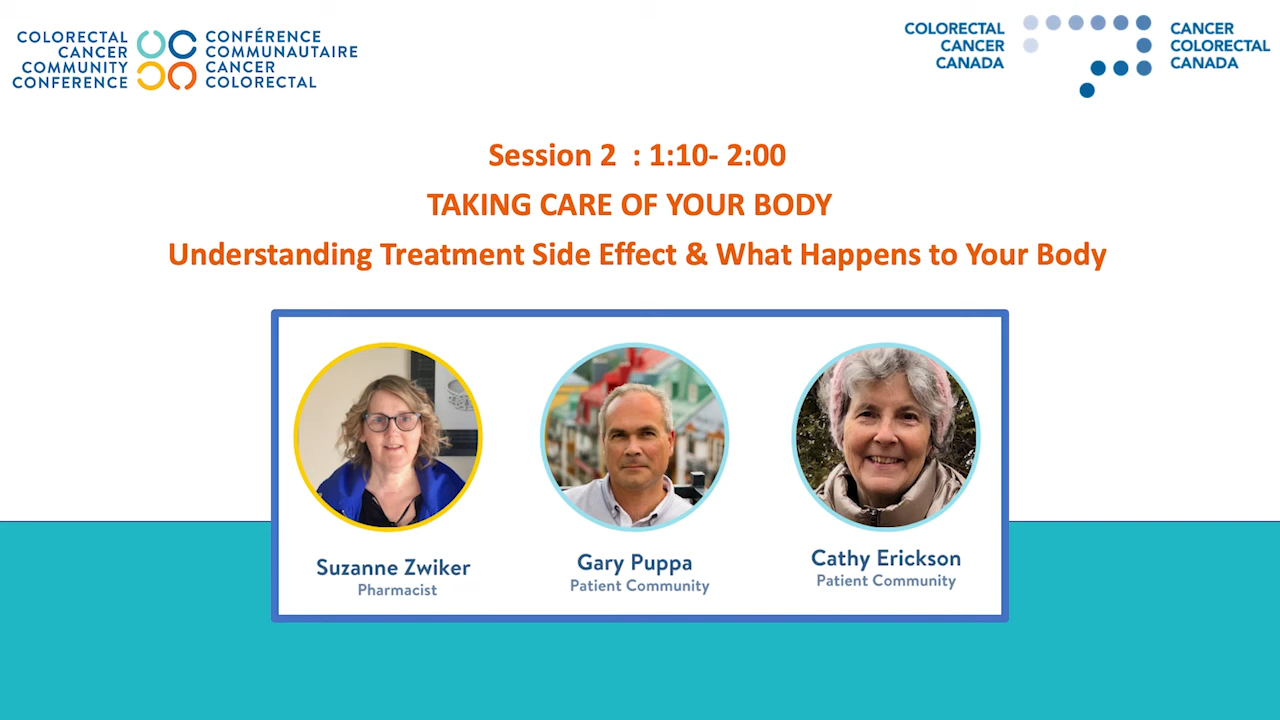 COLORECTAL
CANCER
COMMUNITY
CONFERENCE
CONFÉRENCE
COMMUNAUTAIRE
CANCER
COLORECTAL
COLORECTAL
CANCER
CANADA
CANCER
COLORECTAL
CANADA
Session 2 : 1:10- 2:00
TAKING CARE OF YOUR BODY
Understanding Treatment Side Effect & What Happens to Your Body
Suzanne Zwiker
Pharmacist
Gary Puppa
Patient Community
Cathy Erickson
Patient Community